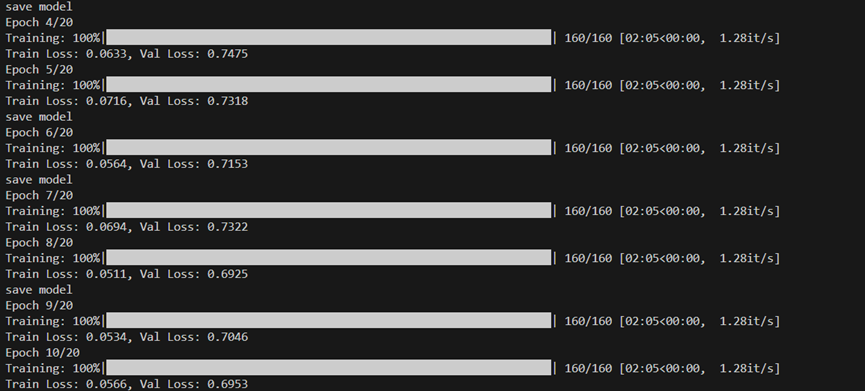 save model
Epoch 4/20
Training: 100%|██████████| 160/160 [02:05<00:00,  1.28it/s]
Train Loss: 0.0633, Val Loss: 0.7475
Epoch 5/20
Training: 100%|██████████| 160/160 [02:05<00:00,  1.28it/s]
Train Loss: 0.0716, Val Loss: 0.7318
save model
Epoch 6/20
Training: 100%|██████████| 160/160 [02:05<00:00,  1.28it/s]
Train Loss: 0.0564, Val Loss: 0.7153
save model
Epoch 7/20
Training: 100%|██████████| 160/160 [02:05<00:00,  1.28it/s]
Train Loss: 0.0694, Val Loss: 0.7322
Epoch 8/20
Training: 100%|██████████| 160/160 [02:05<00:00,  1.28it/s]
Train Loss: 0.0511, Val Loss: 0.6925
save model
Epoch 9/20
Training: 100%|██████████| 160/160 [02:05<00:00,  1.28it/s]
Train Loss: 0.0534, Val Loss: 0.7046
Epoch 10/20
Training: 100%|██████████| 160/160 [02:05<00:00,  1.28it/s]
Train Loss: 0.0566, Val Loss: 0.6953